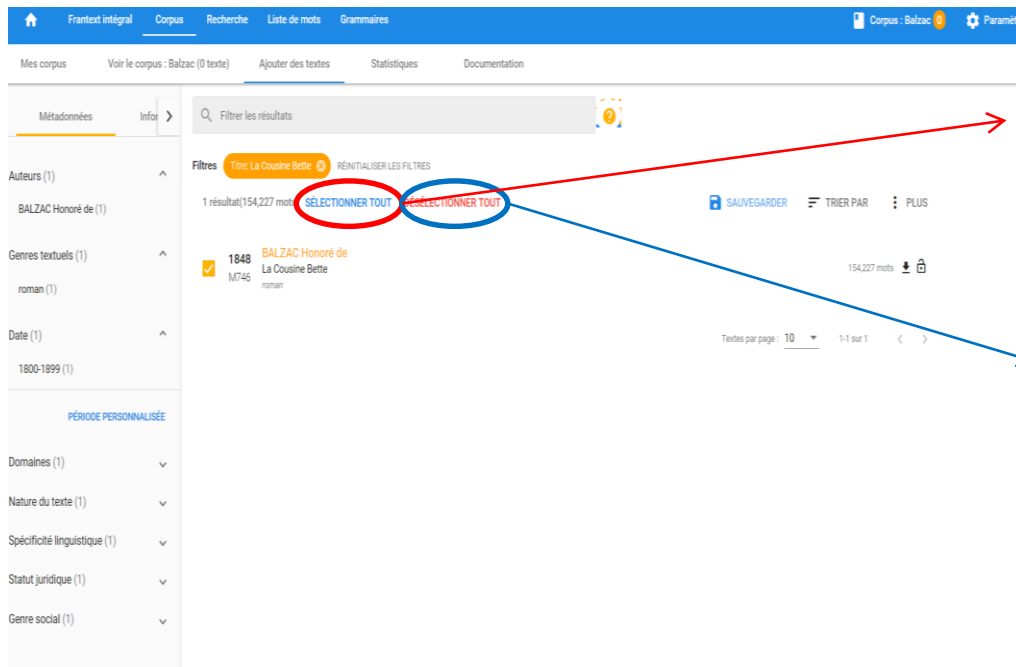 Frantext intégral Corpus Recherche Liste de mots Grammaires Corpus : Balzac 0 Paramèt
Mes corpus Voir le corpus : Balzac (0 texte) Ajouter des textes Statistiques Documentation
Métadonnées Infor
Filtrer les résultats ?
Filtres Titre: La Cousine Bette RÉINITIALISER LES FILTRES
Auteurs (1)
BALZAC Honoré de (1)
1 résultat(154,227 mots SÉLECTIONNER TOUT DÉSÉLECTIONNER TOUT SAUVEGARDER TRIER PAR PLUS
Genres textuels (1)
roman (1)
1848 BALZAC Honoré de
M746 La Cousine Bette
roman
154,227 mots
Date (1)
1800-1899 (1)
Textes par page : 10 1-1 sur 1
PÉRIODE PERSONNALISÉE
Domaines (1)
Nature du texte (1)
Spécificité linguistique (1)
Statut juridique (1)
Genre social (1)